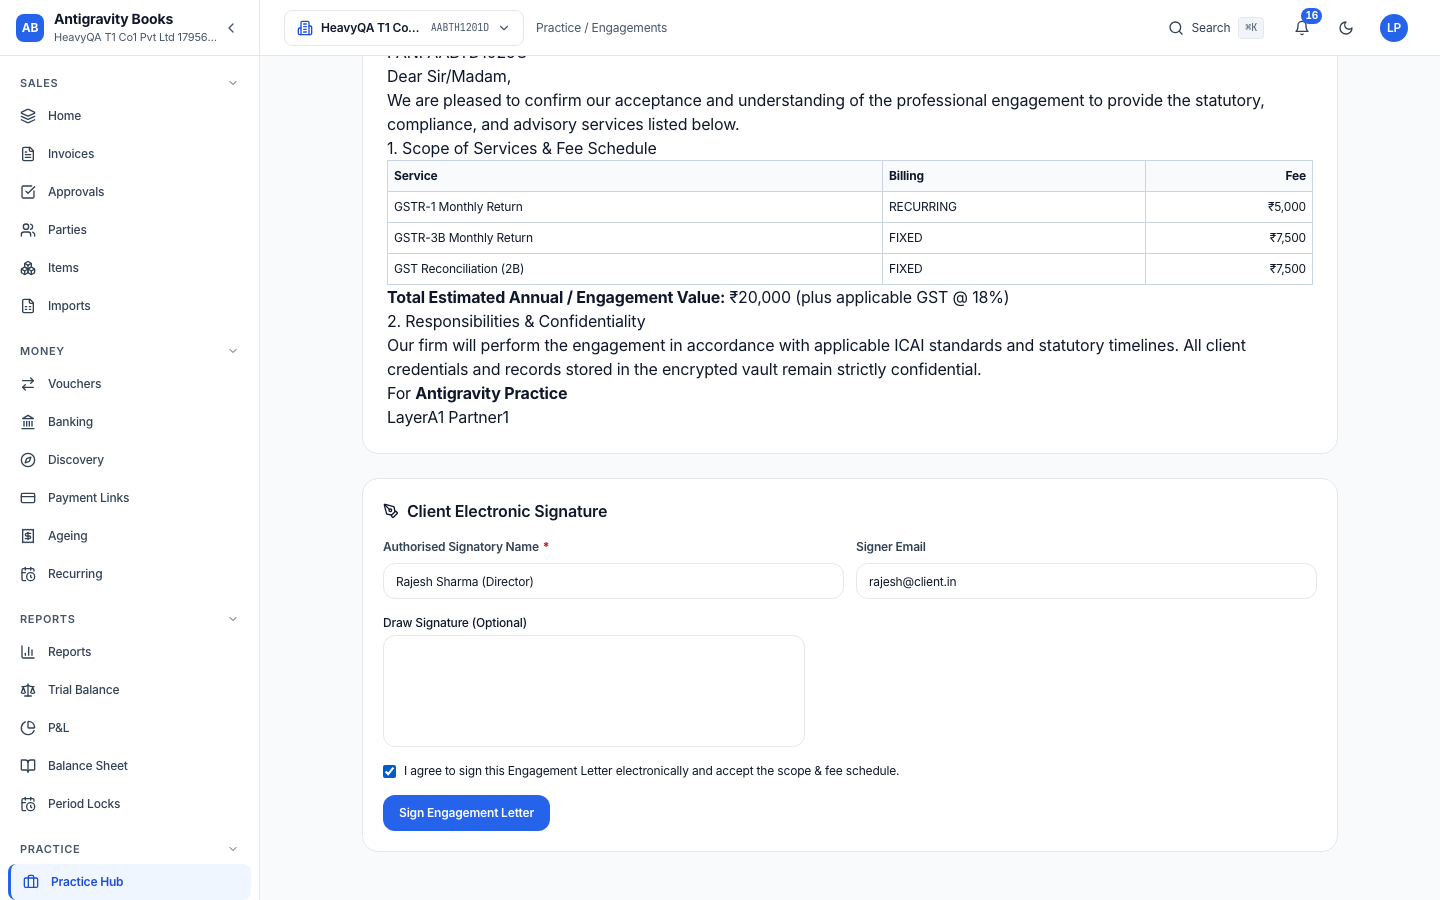 AB
Antigravity Books
HeavyQA T1 Co1 Pvt Ltd 17956...
SALES
Home
Invoices
Approvals
Parties
Items
Imports
MONEY
Vouchers
Banking
Discovery
Payment Links
Ageing
Recurring
REPORTS
Reports
Trial Balance
P&L
Balance Sheet
Period Locks
PRACTICE
Practice Hub
HeavyQA T1 Co... AABTH1201D
Practice / Engagements
Search ⌘K
16
LP
Dear Sir/Madam,
We are pleased to confirm our acceptance and understanding of the professional engagement to provide the statutory,
compliance, and advisory services listed below.
1. Scope of Services & Fee Schedule
Service Billing Fee
GSTR-1 Monthly Return RECURRING ₹5,000
GSTR-3B Monthly Return FIXED ₹7,500
GST Reconciliation (2B) FIXED ₹7,500
Total Estimated Annual / Engagement Value: ₹20,000 (plus applicable GST @ 18%)
2. Responsibilities & Confidentiality
Our firm will perform the engagement in accordance with applicable ICAI standards and statutory timelines. All client
credentials and records stored in the encrypted vault remain strictly confidential.
For Antigravity Practice
LayerA1 Partner1
Client Electronic Signature
Authorised Signatory Name *
Rajesh Sharma (Director)
Signer Email
rajesh@client.in
Draw Signature (Optional)
I agree to sign this Engagement Letter electronically and accept the scope & fee schedule.
Sign Engagement Letter